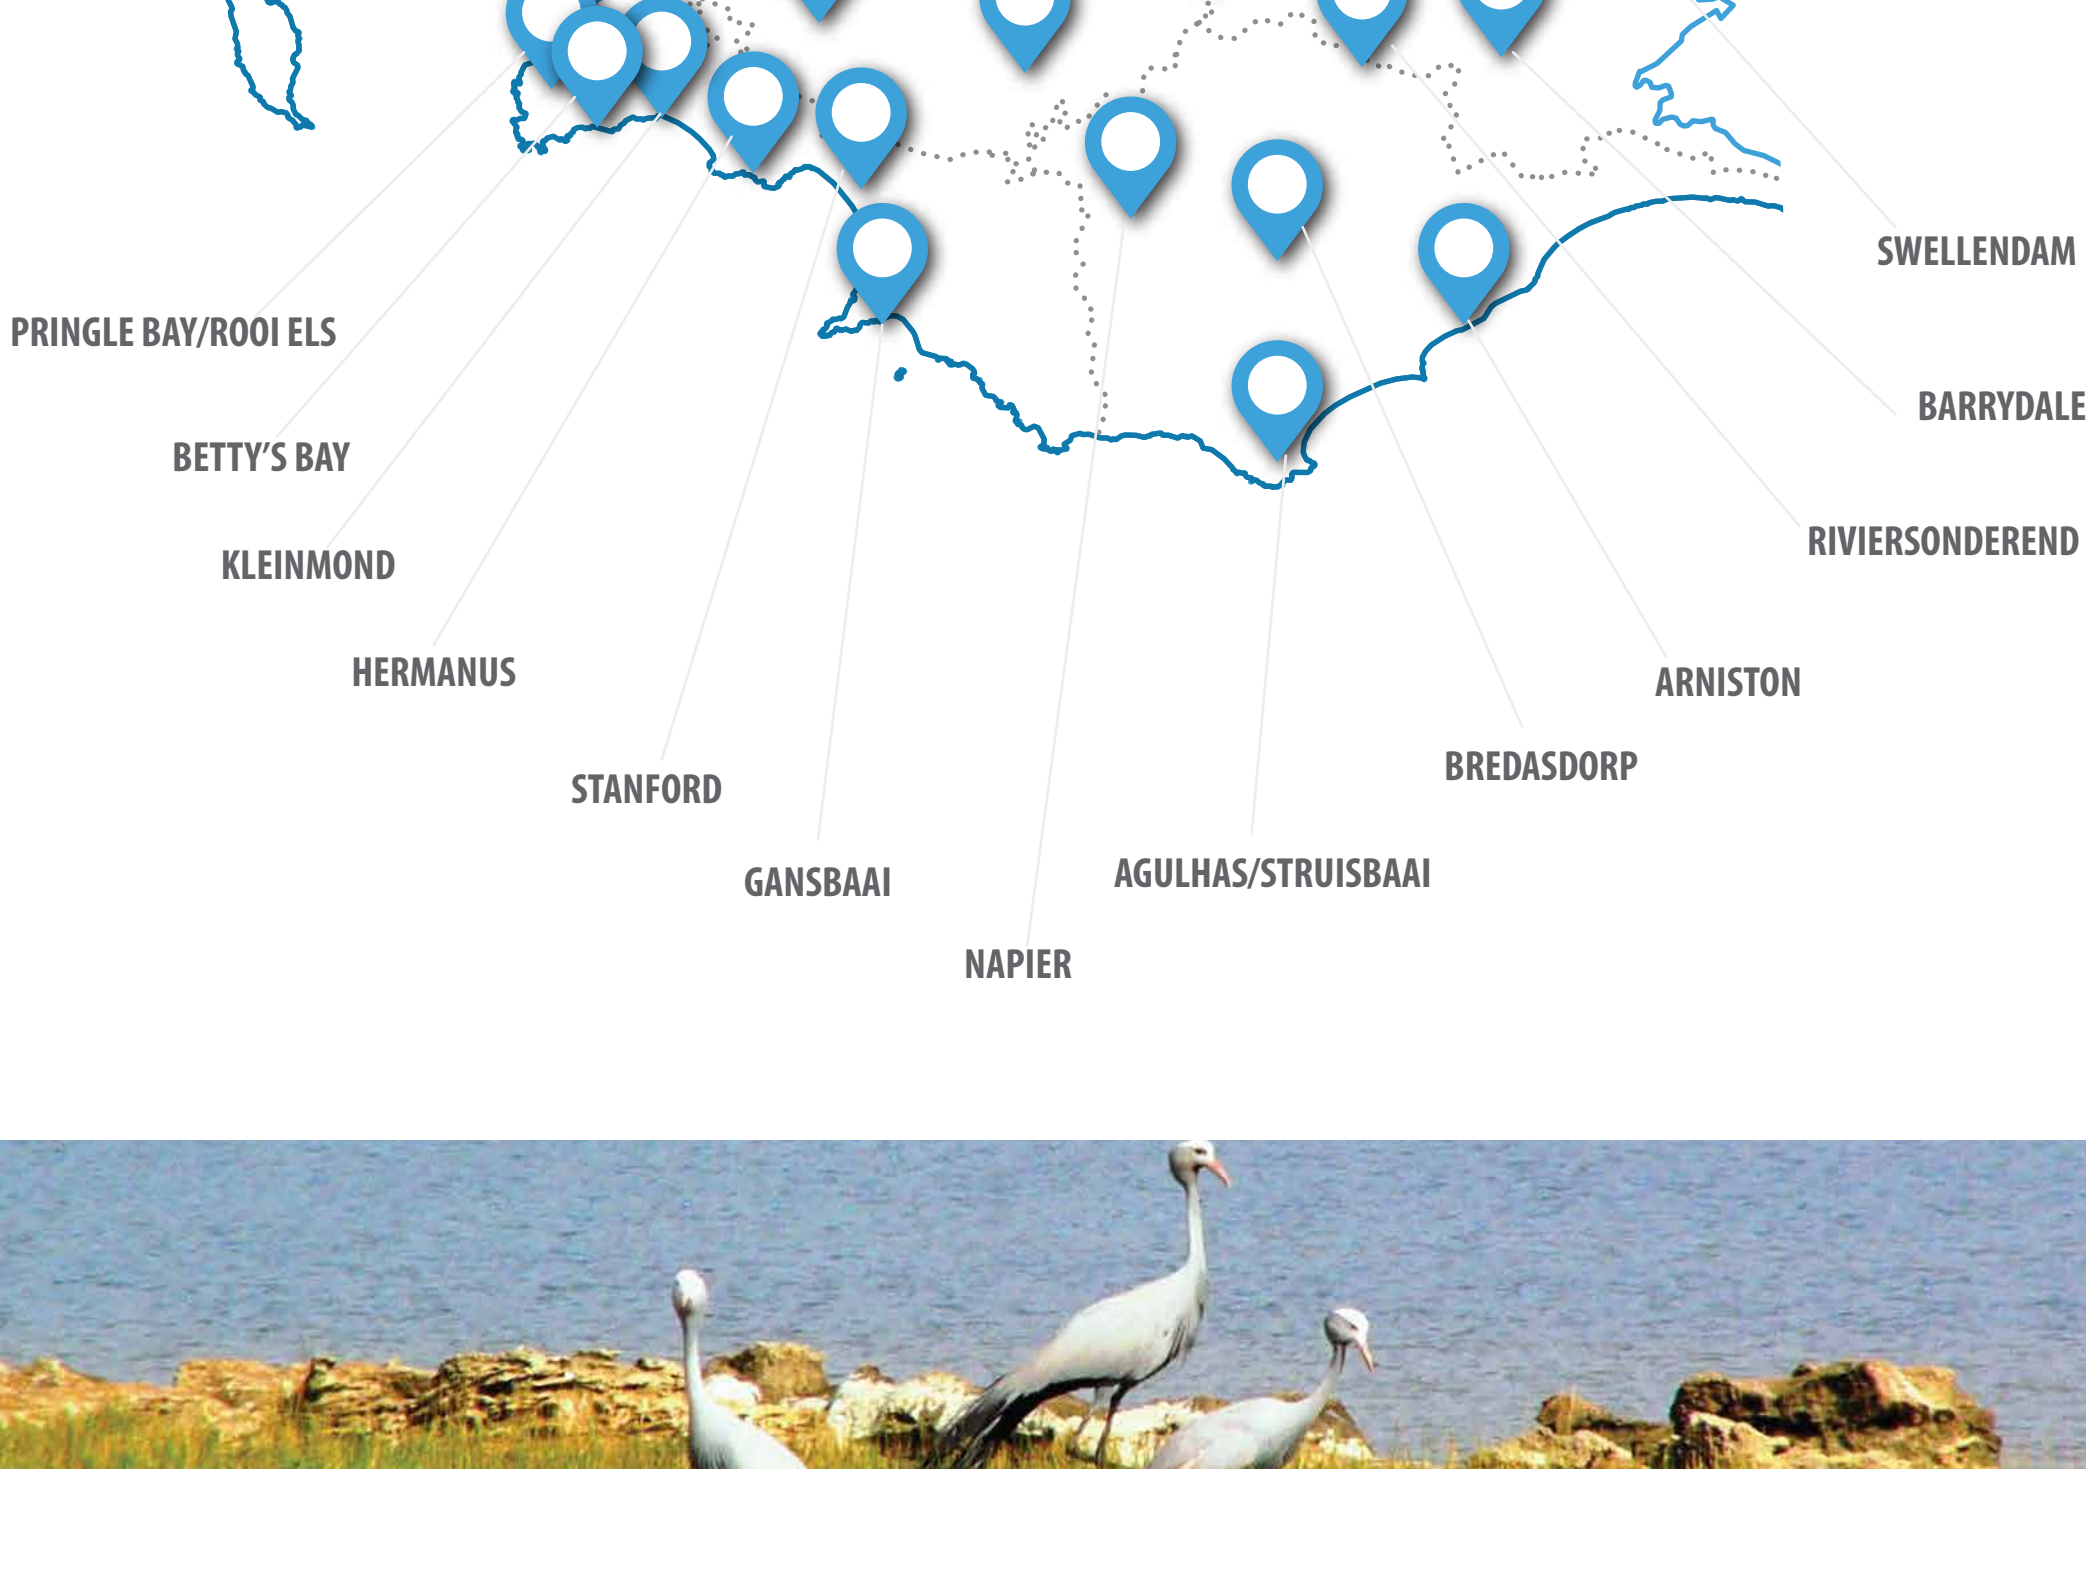 SWELLENDAM
PRINGLE BAY/ROOI ELS
BARRYDALE
BETTY'S BAY
RIVIERSONDEREND
KLEINMOND
HERMANUS
ARNISTON
BREDASDORP
STANFORD
AGULHAS/STRUISBAAI
GANSBAAI
NAPIER